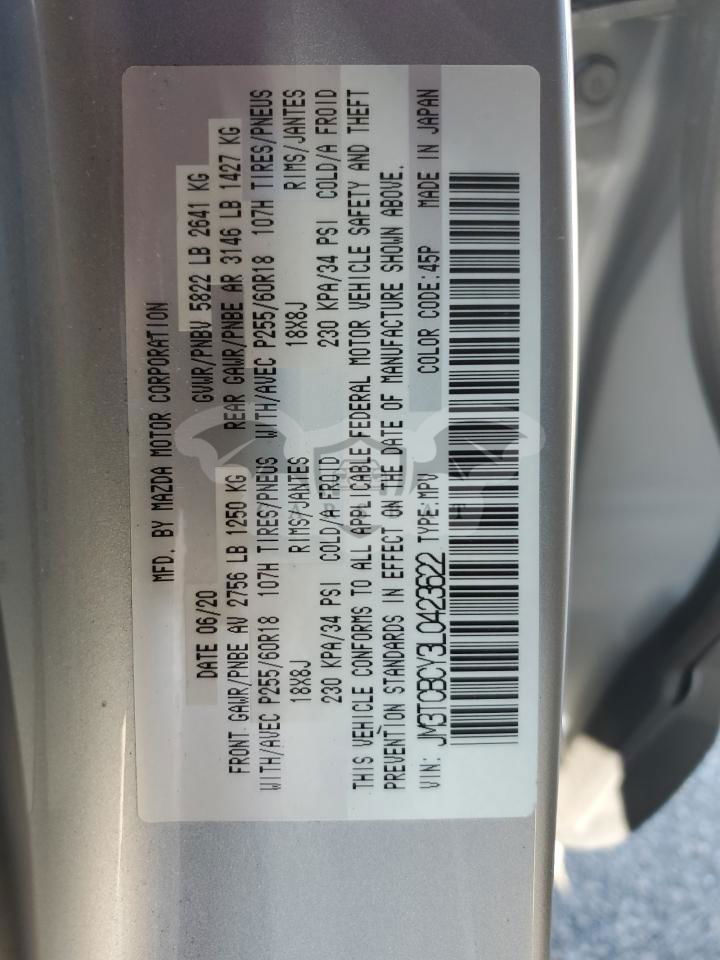 MFD. BY MAZDA MOTOR CORPORATION
DATE 06/20 GVWR/PNBV 5822 LB 2641 KG
FRONT GAWR/PNBE AV 2756 LB 1250 KG REAR GAWR/PNBE AR 3146 LB 1427 KG
WITH/AVEC P255/60R18 107H TIRES/PNEUS WITH/AVEC P255/60R18 107H TIRES/PNEUS
18X8J RIMS/JANTES 18X8J RIMS/JANTES
230 KPA/34 PSI COLD/A FROID 230 KPA/34 PSI COLD/A FROID
THIS VEHICLE CONFORMS TO ALL APPLICABLE FEDERAL MOTOR VEHICLE SAFETY AND THEFT
PREVENTION STANDARDS IN EFFECT ON THE DATE OF MANUFACTURE SHOWN ABOVE.
VIN: JM3TCBCY3L0423622 TYPE:MPV COLOR CODE:45P MADE IN JAPAN